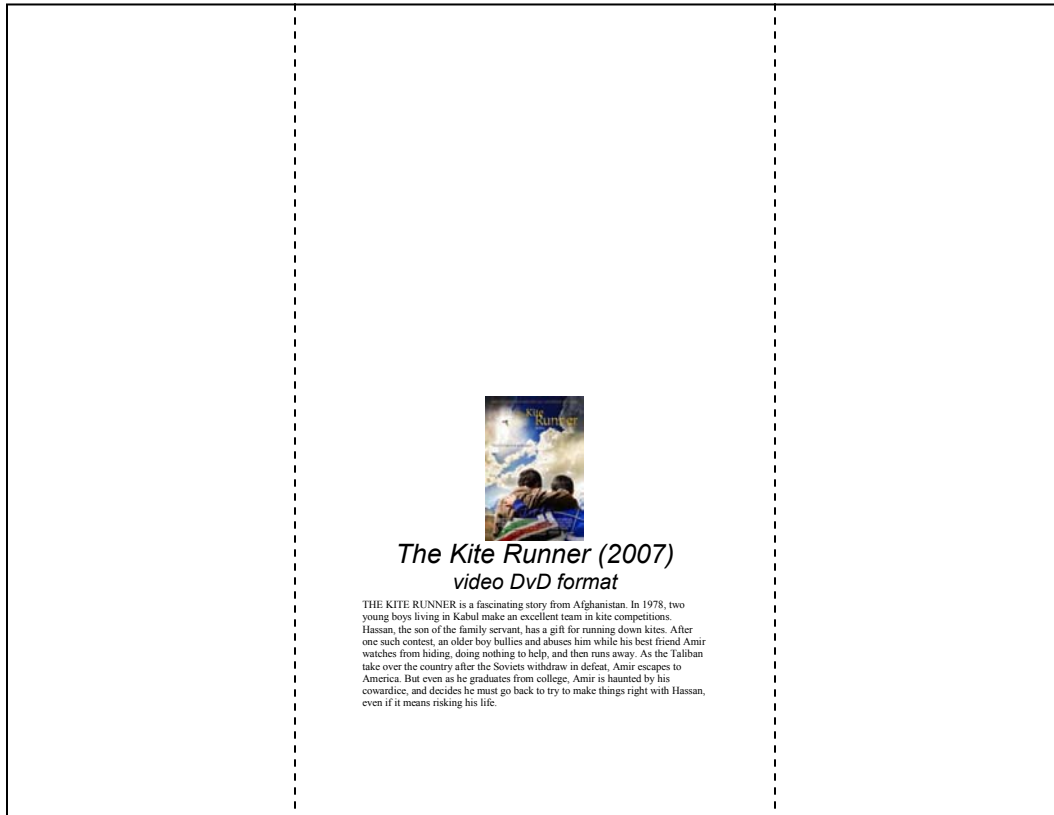 Kite
Runner
The Kite Runner (2007)
video DvD format
THE KITE RUNNER is a fascinating story from Afghanistan. In 1978, two
young boys living in Kabul make an excellent team in kite competitions.
Hassan, the son of the family servant, has a gift for running down kites. After
one such contest, an older boy bullies and abuses him while his best friend Amir
watches from hiding, doing nothing to help, and then runs away. As the Taliban
take over the country after the Soviets withdraw in defeat, Amir escapes to
America. But even as he graduates from college, Amir is haunted by his
cowardice, and decides he must go back to try to make things right with Hassan,
even if it means risking his life.